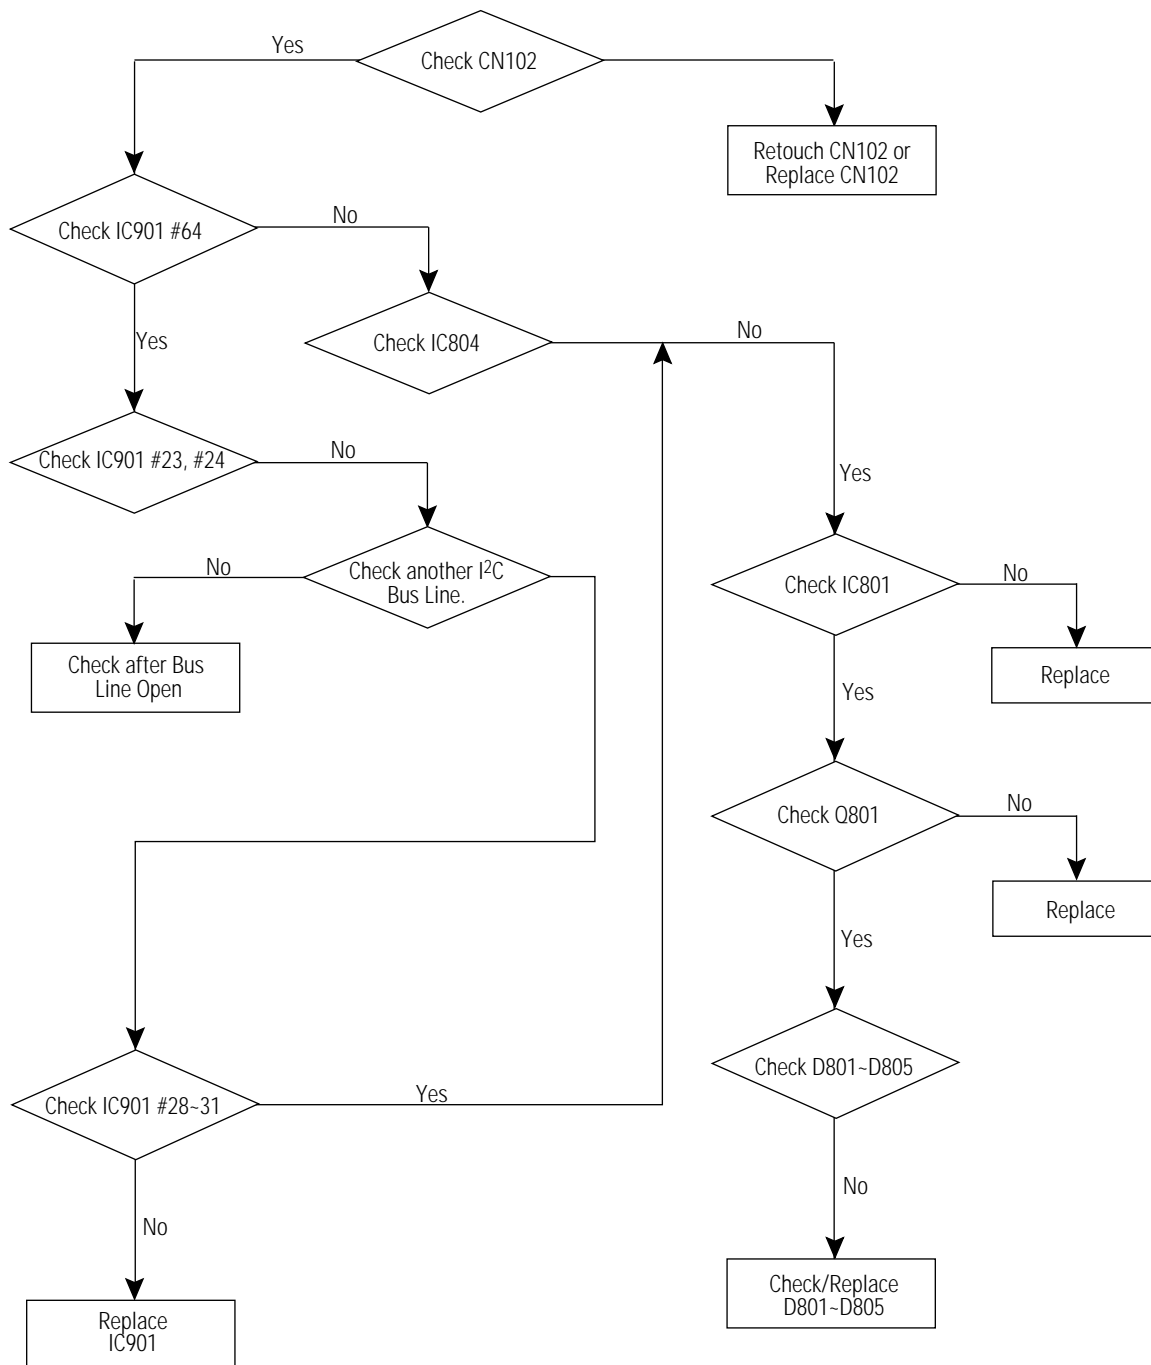 Yes
Check CN102
Retouch CN102 or
Replace CN102
Check IC901 #64
No
Yes
Check IC804
No
Check IC901 #23, #24
No
Yes
Check another I²C
Bus Line.
No
Check after Bus
Line Open
Check IC801
No
Replace
Yes
Check Q801
No
Replace
Yes
Check D801~D805
Check IC901 #28~31
Yes
No
No
Check/Replace
D801~D805
Replace
IC901